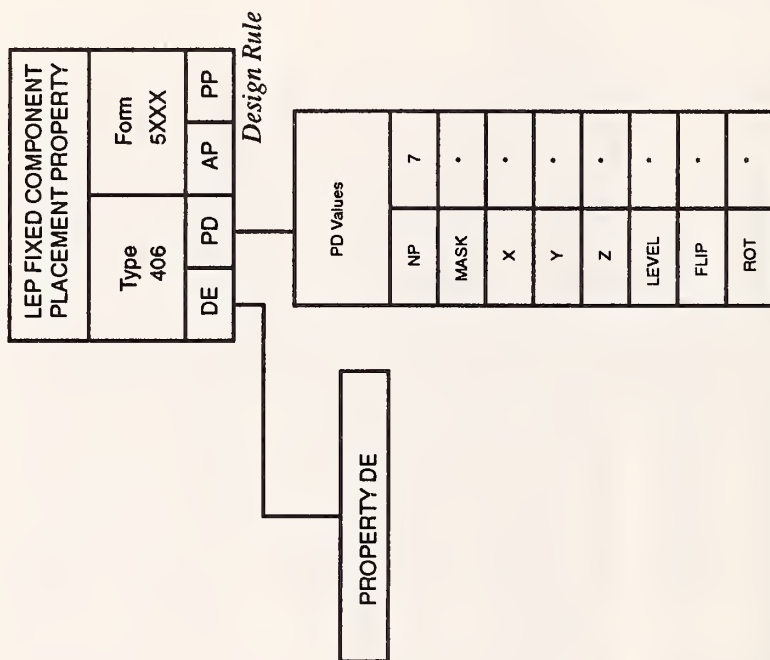 LEP FIXED COMPONENT
PLACEMENT PROPERTY
Type
406
Form
5XXX
DE
PD
AP
PP
Design Rule
PD Values
NP
7
MASK
•
X
•
Y
•
Z
•
LEVEL
•
FLIP
•
ROT
•
PROPERTY DE